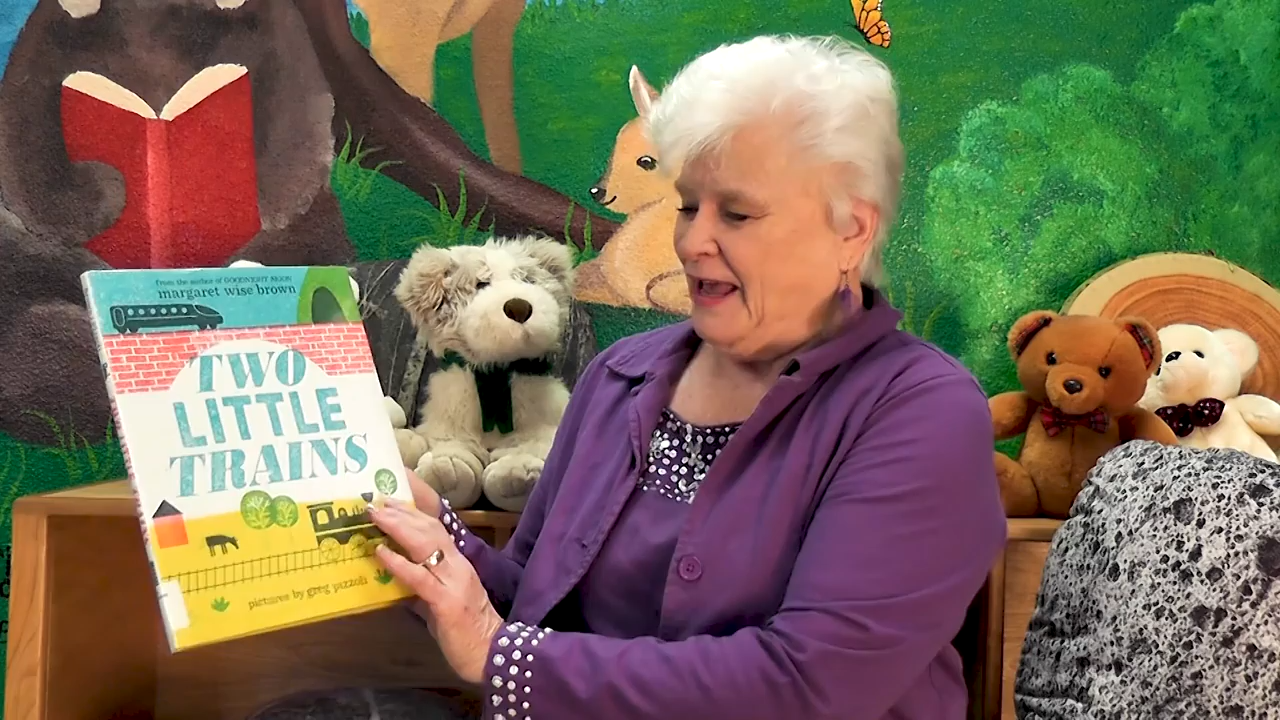 from the author of GOODNIGHT MOON
margaret wise brown
TWO
LITTLE
TRAINS
pictures by greg pizzoli